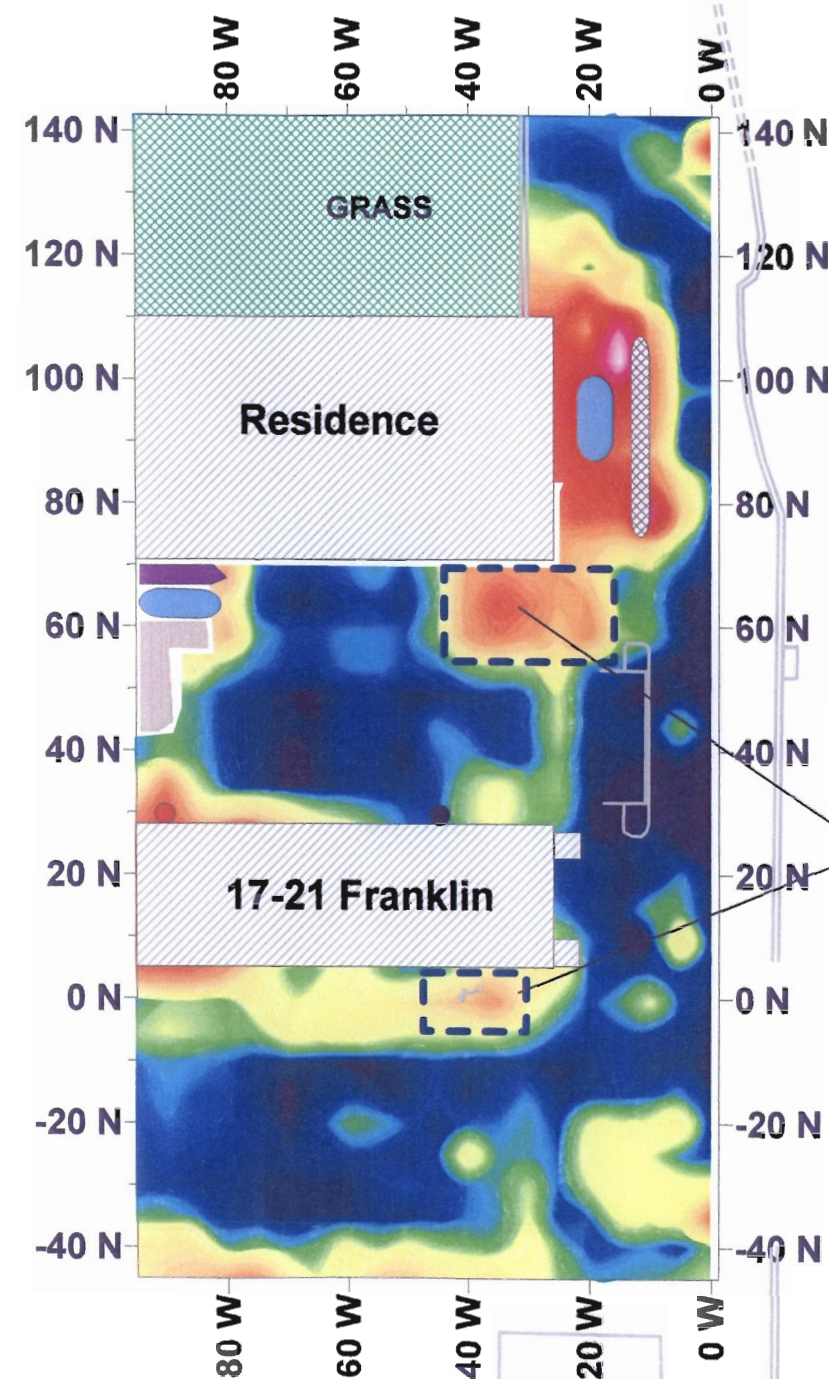 80 W 60 W 40 W 20 W 0 W
140 N 140 N
GRASS
120 N 120 N
100 N 100 N
Residence
80 N 80 N
60 N 60 N
40 N 40 N
20 N 20 N
17-21 Franklin
0 N 0 N
-20 N -20 N
-40 N -40 N
80 W 60 W 40 W 20 W 0 W